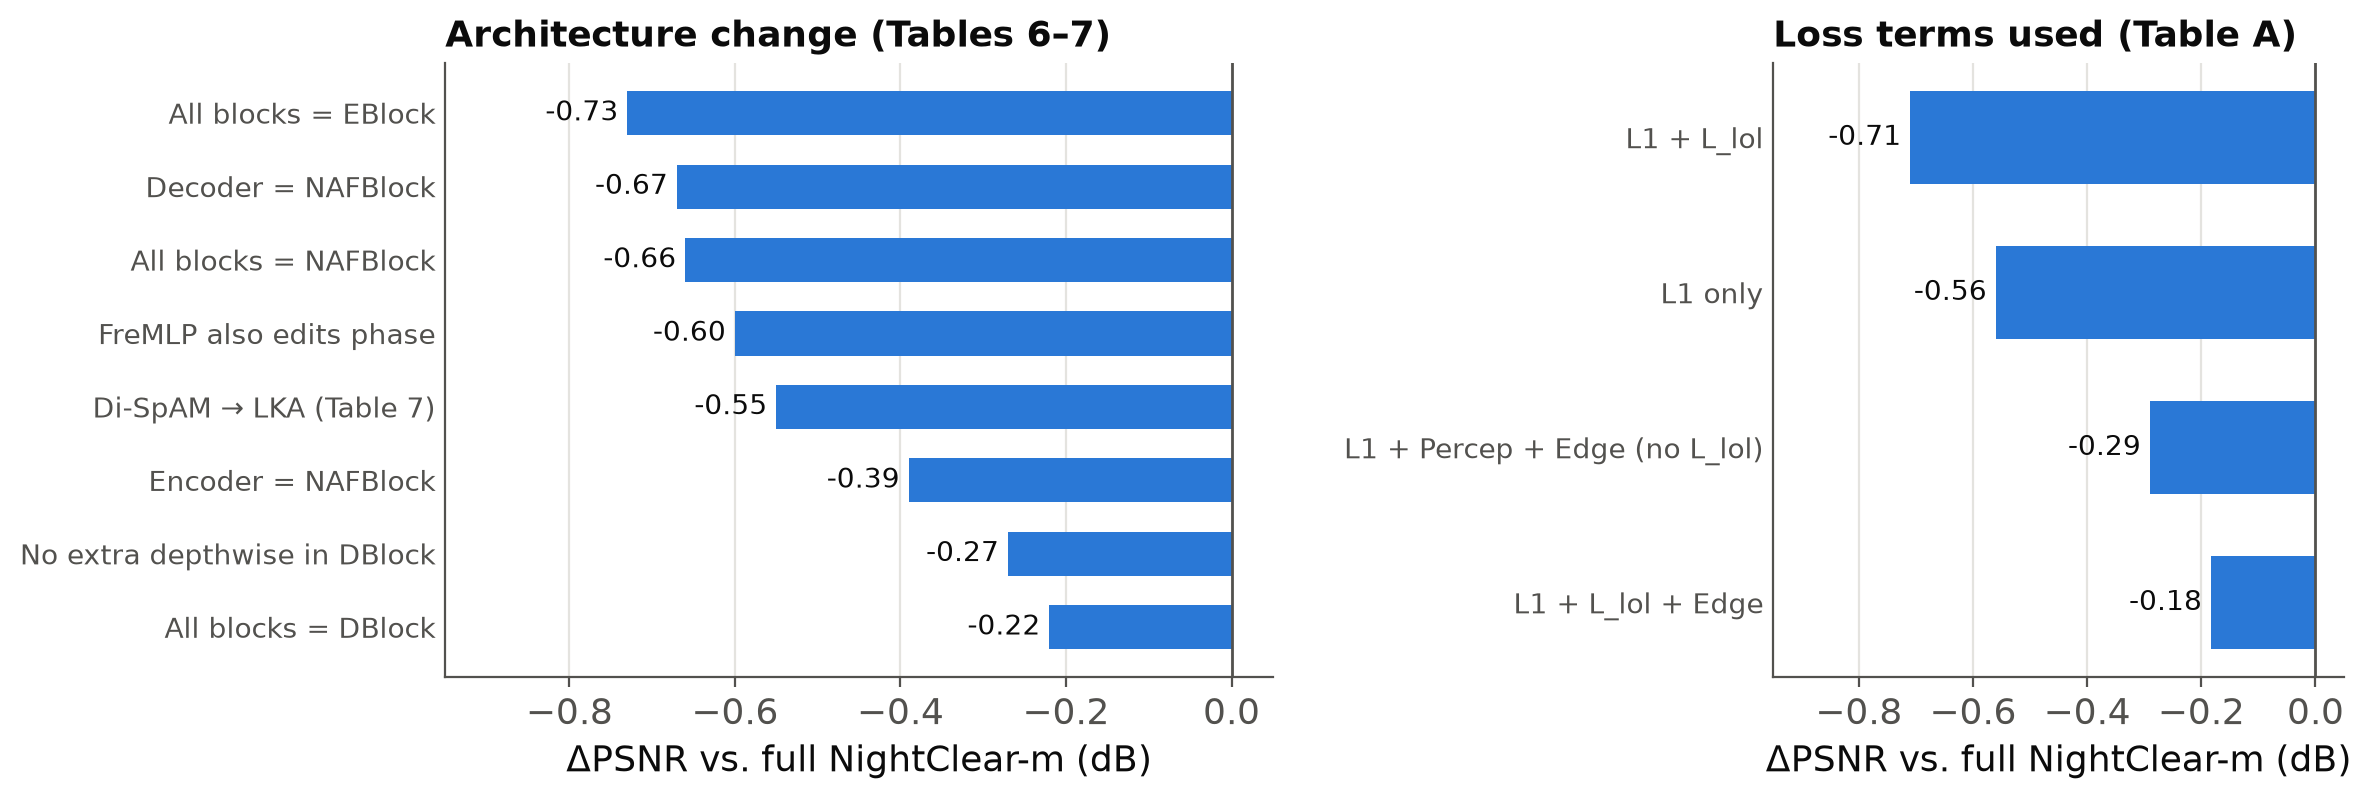 Architecture change (Tables 6–7)
All blocks = EBlock
-0.73
Decoder = NAFBlock
-0.67
All blocks = NAFBlock
-0.66
FreMLP also edits phase
-0.60
Di-SpAM → LKA (Table 7)
-0.55
Encoder = NAFBlock
-0.39
No extra depthwise in DBlock
-0.27
All blocks = DBlock
-0.22
−0.8 −0.6 −0.4 −0.2 0.0
ΔPSNR vs. full NightClear-m (dB)
Loss terms used (Table A)
L1 + L_lol
-0.71
L1 only
-0.56
L1 + Percep + Edge (no L_lol)
-0.29
L1 + L_lol + Edge
-0.18
−0.8 −0.6 −0.4 −0.2 0.0
ΔPSNR vs. full NightClear-m (dB)